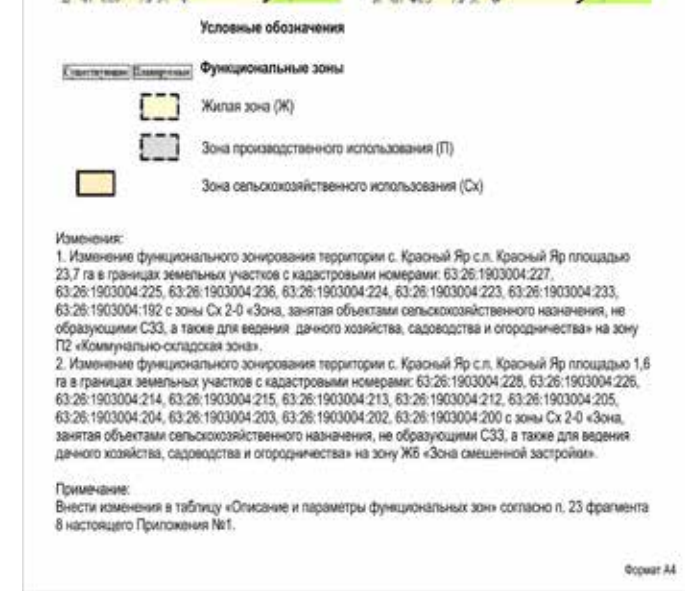 Условные обозначения
Существующие Планируемые Функциональные зоны
Жилая зона (Ж)
Зона производственного использования (П)
Зона сельскохозяйственного использования (Сх)
Изменения:
1. Изменение функционального зонирования территории с. Красный Яр с.п. Красный Яр площадью
23,7 га в границах земельных участков с кадастровыми номерами: 63:26:1903004:227,
63:26:1903004:225, 63:26:1903004:236, 63:26:1903004:224, 63:26:1903004:223, 63:26:1903004:233,
63:26:1903004:192 с зоны Сх 2-0 «Зона, занятая объектами сельскохозяйственного назначения, не
образующими СЗЗ, а также для ведения дачного хозяйства, садоводства и огородничества» на зону
П2 «Коммунально-складская зона».
2. Изменение функционального зонирования территории с. Красный Яр с.п. Красный Яр площадью 1,6
га в границах земельных участков с кадастровыми номерами: 63:26:1903004:228, 63:26:1903004:226,
63:26:1903004:214, 63:26:1903004:215, 63:26:1903004:213, 63:26:1903004:212, 63:26:1903004:205,
63:26:1903004:204, 63:26:1903004:203, 63:26:1903004:202, 63:26:1903004:200 с зоны Сх 2-0 «Зона,
занятая объектами сельскохозяйственного назначения, не образующими СЗЗ, а также для ведения
дачного хозяйства, садоводства и огородничества» на зону Ж6 «Зона смешенной застройки».
Примечание:
Внести изменения в таблицу «Описание и параметры функциональных зон» согласно п. 23 фрагмента
8 настоящего Приложения №1.
Формат А4